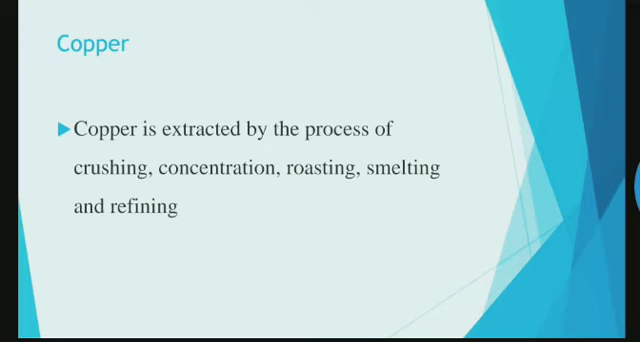 Copper
Copper is extracted by the process of
crushing, concentration, roasting, smelting
and refining